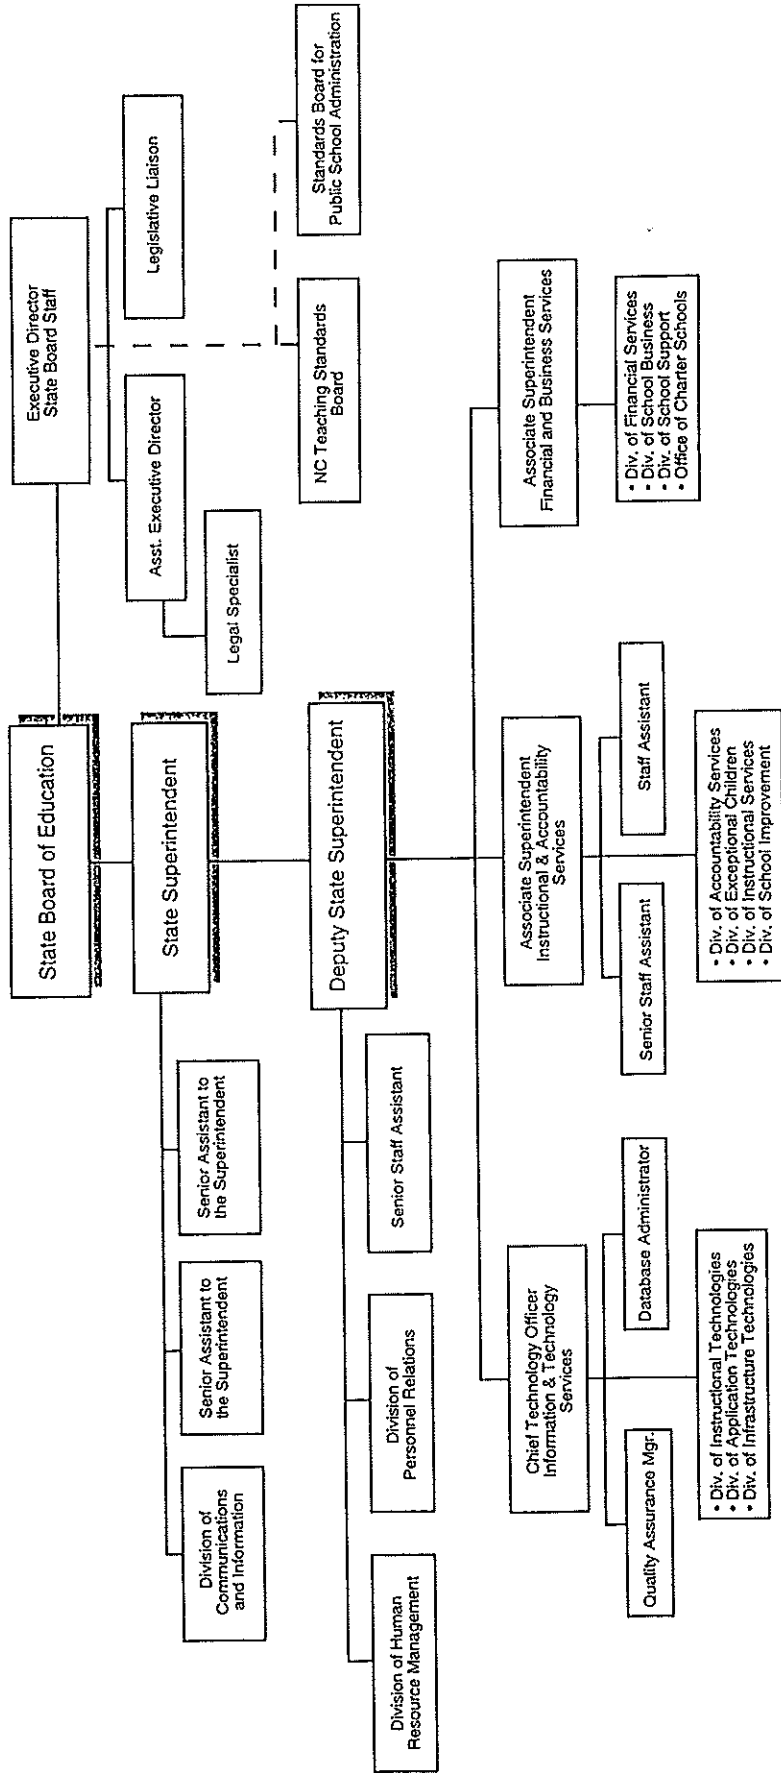 State Board of Education
Executive Director
State Board Staff
State Superintendent
Asst. Executive Director
Legislative Liaison
Legal Specialist
Division of
Communications
and Information
Senior Assistant to
the Superintendent
Senior Assistant to
the Superintendent
NC Teaching Standards
Board
Standards Board for
Public School Administration
Deputy State Superintendent
Division of Human
Resource Management
Division of
Personnel Relations
Senior Staff Assistant
Chief Technology Officer
Information & Technology
Services
Associate Superintendent
Instructional & Accountability
Services
Associate Superintendent
Financial and Business Services
Quality Assurance Mgr.
Database Administrator
Senior Staff Assistant
Staff Assistant
• Div. of Instructional Technologies
• Div. of Application Technologies
• Div. of Infrastructure Technologies
• Div. of Accountability Services
• Div. of Exceptional Children
• Div. of Instructional Services
• Div. of School Improvement
• Div. of Financial Services
• Div. of School Business
• Div. of School Support
• Office of Charter Schools